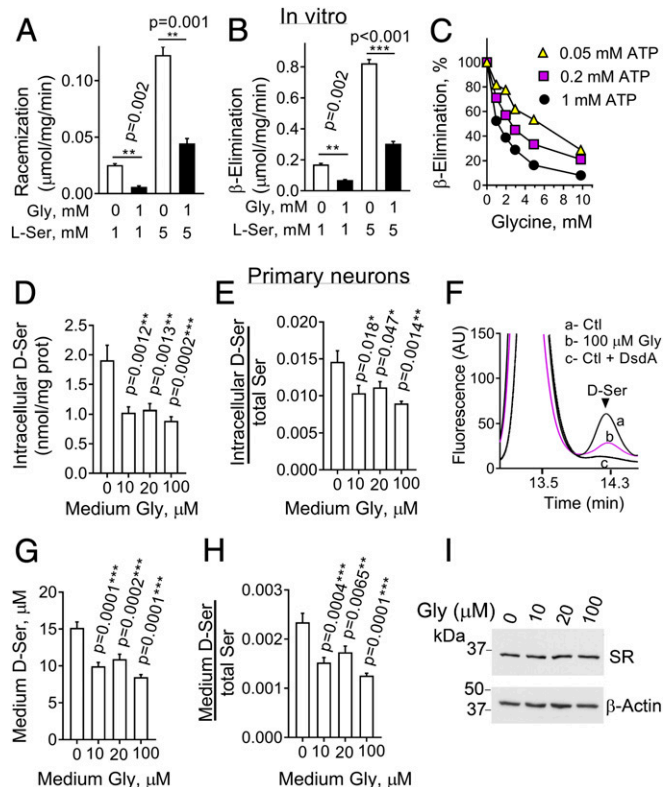 In vitro
A
p=0.001
**
Racemization
(µmol/mg/min)
0.10
0.05
0.00
p=0.002
**
Gly, mM 0 1 0 1
L-Ser, mM 1 1 5 5
B
p<0.001
***
β-Elimination
(µmol/mg/min)
0.8
0.6
0.4
0.2
0.0
p=0.002
**
Gly, mM 0 1 0 1
L-Ser, mM 1 1 5 5
C
β-Elimination, %
100
80
60
40
20
0
0.05 mM ATP
0.2 mM ATP
1 mM ATP
0 2 4 6 8 10
Glycine, mM
Primary neurons
D
Intracellular D-Ser
(nmol/mg prot)
2.5
2.0
1.5
1.0
0.5
0.0
p=0.0012**
p=0.0013**
p=0.0002***
0 10 20 100
Medium Gly, µM
E
Intracellular D-Ser
total Ser
0.020
0.015
0.010
0.005
0.000
p=0.018*
p=0.047*
p=0.0014**
0 10 20 100
Medium Gly, µM
F
a- Ctl
b- 100 µM Gly
c- Ctl + DsdA
Fluorescence (AU)
150
100
50
0
D-Ser
a
b
c
13.5 14.3
Time (min)
G
Medium D-Ser, µM
20
15
10
5
0
p=0.0001***
p=0.0002***
p=0.0001***
0 10 20 100
Medium Gly, µM
H
Medium D-Ser
total Ser
0.003
0.002
0.001
0.000
p=0.0004***
p=0.0065**
p=0.0001***
0 10 20 100
Medium Gly, µM
I
Gly (µM) 0 10 20 100
kDa
37
SR
50
37
β-Actin